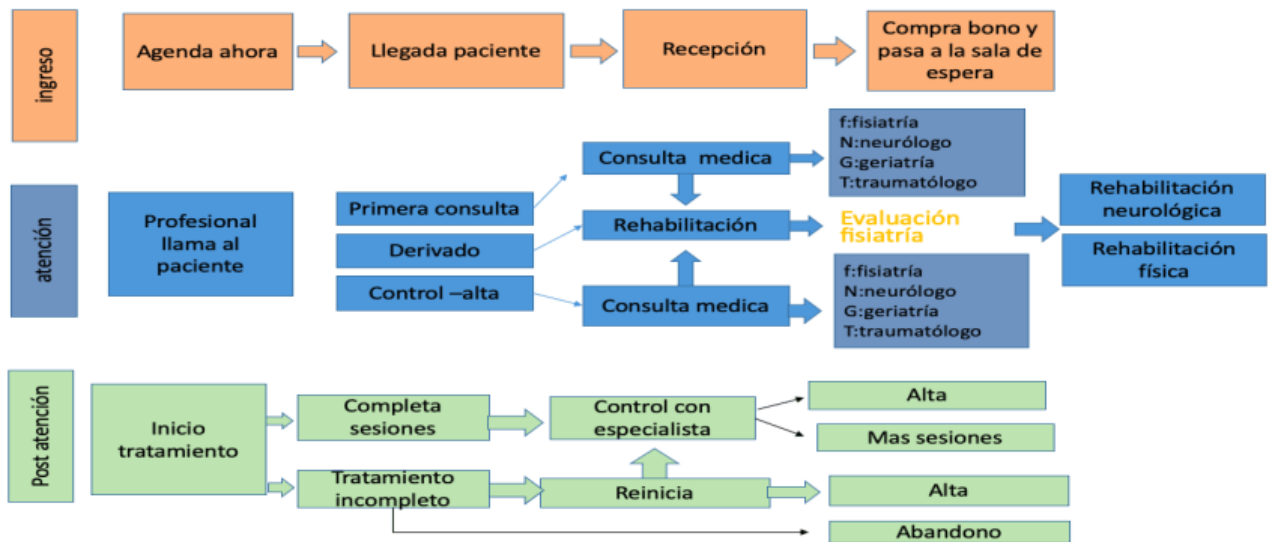 ingreso
Agenda ahora
Llegada paciente
Recepción
Compra bono y
pasa a la sala de
espera
atención
Profesional
llama al
paciente
Primera consulta
Derivado
Control –alta
Consulta medica
Rehabilitación
Consulta medica
f:fisiatría
N:neurólogo
G:geriatría
T:traumatólogo
Evaluación
fisiatría
f:fisiatría
N:neurólogo
G:geriatría
T:traumatólogo
Rehabilitación
neurológica
Rehabilitación
física
Post atención
Inicio
tratamiento
Completa
sesiones
Control con
especialista
Alta
Mas sesiones
Tratamiento
incompleto
Reinicia
Alta
Abandono